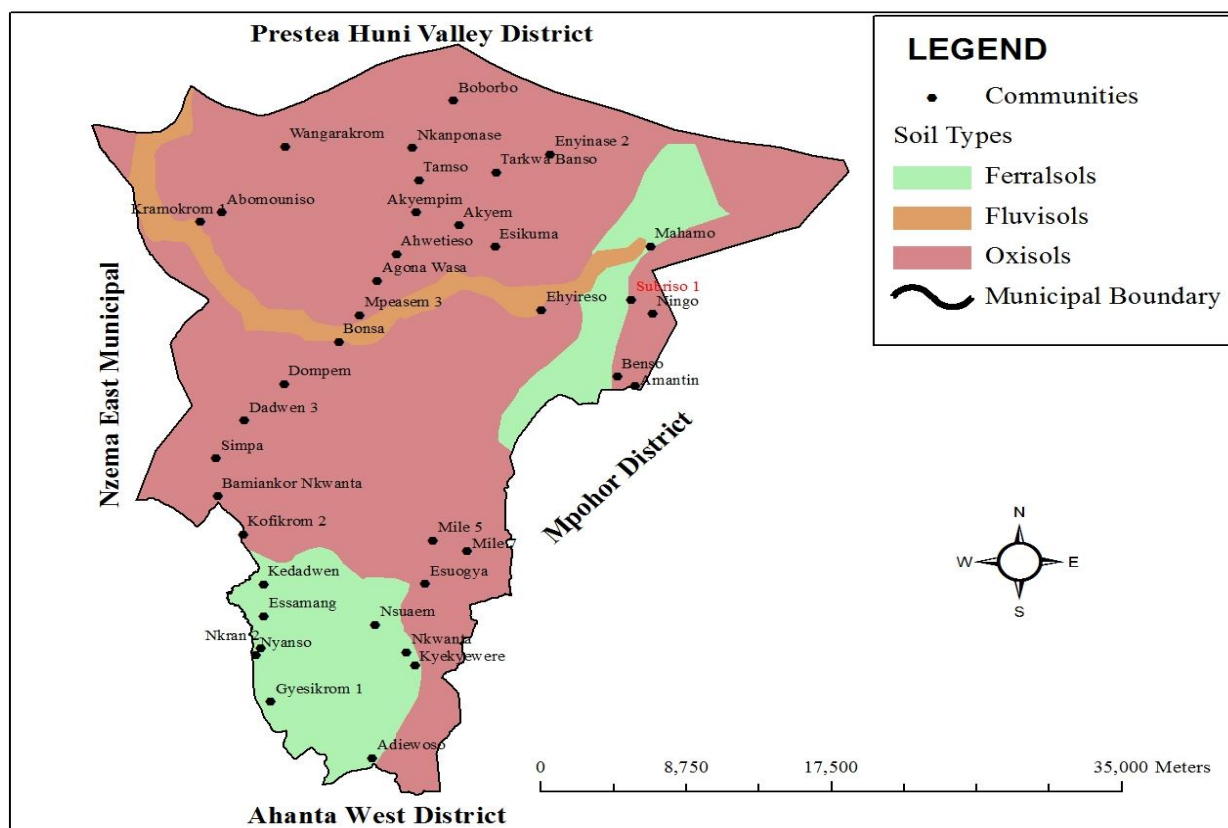 Prestea Huni Valley District
Boborbo
Wangarakrom
Nkanponase
Enyinase 2
Tarkwa Banso
Tamso
Kramokrom 1
Abomouniso
Akyempim
Akyem
Ahwetieso
Esikuma
Mahamo
Agona Wasa
Subriso 1
Ningo
Mpeasem 3
Ehyireso
Bonsa
Nzema East Municipal
Dompem
Benso
Amantin
Dadwen 3
Mpohor District
Simpa
Bamiankor Nkwanta
Kofikrom 2
Mile 5
Mile 7
Kedadwen
Esuogya
Essamang
Nsuaem
Nkran 2
Nyanso
Nkwanta
Kyekyewere
Gyesikrom 1
Adiewoso
Ahanta West District
LEGEND
Communities
Soil Types
Ferralsols
Fluvisols
Oxisols
Municipal Boundary
N
W E
S
0 8,750 17,500 35,000 Meters